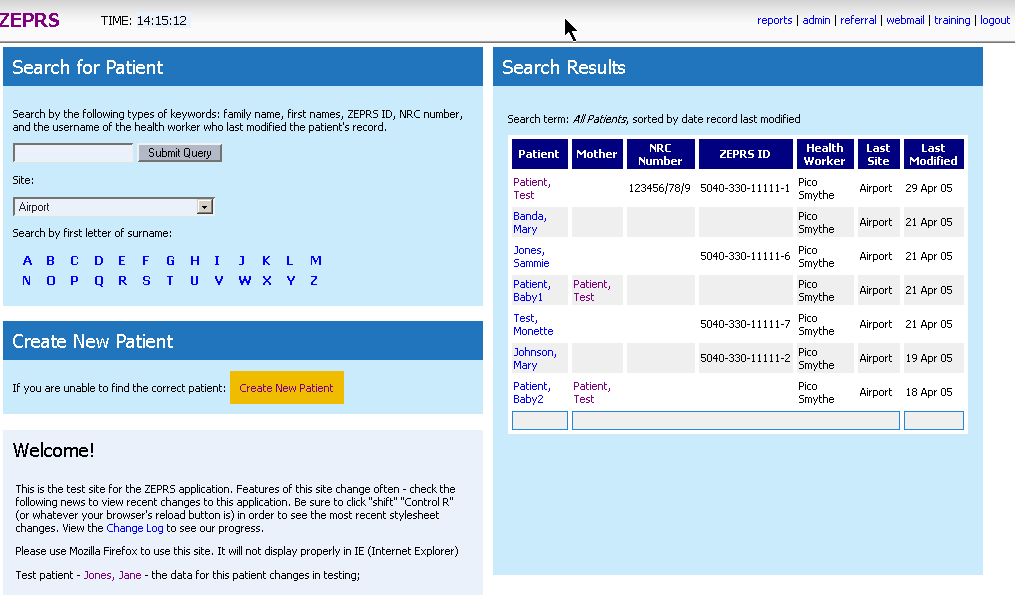 ZEPRS TIME: 14:15:12 reports | admin | referral | webmail | training | logout
Search for Patient
Search by the following types of keywords: family name, first names, ZEPRS ID, NRC number,
and the username of the health worker who last modified the patient's record.
Submit Query
Site:
Airport
Search by first letter of surname:
A B C D E F G H I J K L M
N O P Q R S T U V W X Y Z
Create New Patient
If you are unable to find the correct patient: Create New Patient
Welcome!
This is the test site for the ZEPRS application. Features of this site change often - check the
following news to view recent changes to this application. Be sure to click "shift" "Control R"
(or whatever your browser's reload button is) in order to see the most recent stylesheet
changes. View the Change Log to see our progress.
Please use Mozilla Firefox to use this site. It will not display properly in IE (Internet Explorer)
Test patient - Jones, Jane - the data for this patient changes in testing;
Search Results
Search term: All Patients, sorted by date record last modified
Patient Mother NRC Number ZEPRS ID Health Worker Last Site Last Modified
Patient, Test 123456/78/9 5040-330-11111-1 Pico Smythe Airport 29 Apr 05
Banda, Mary Pico Smythe Airport 21 Apr 05
Jones, Sammie 5040-330-11111-6 Pico Smythe Airport 21 Apr 05
Patient, Baby1 Patient, Test Pico Smythe Airport 21 Apr 05
Test, Monette 5040-330-11111-7 Pico Smythe Airport 21 Apr 05
Johnson, Mary 5040-330-11111-2 Pico Smythe Airport 19 Apr 05
Patient, Baby2 Patient, Test Pico Smythe Airport 18 Apr 05